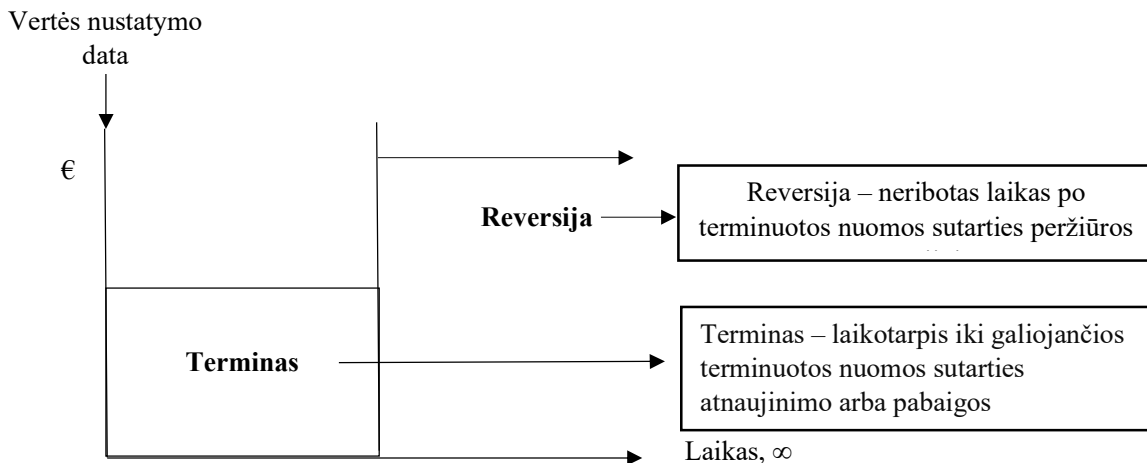 Vertės nustatymo
data
€
Reversija
Reversija – neribotas laikas po
terminuotos nuomos sutarties peržiūros
Terminas
Terminas – laikotarpis iki galiojančios
terminuotos nuomos sutarties
atnaujinimo arba pabaigos
Laikas, ∞